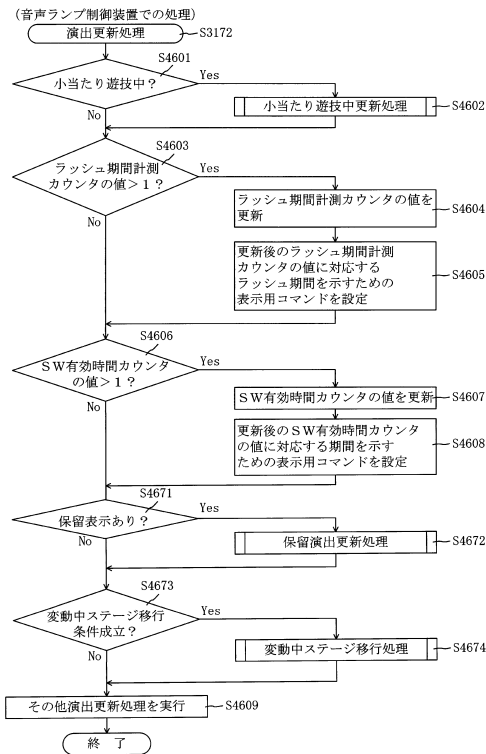 (音声ランプ制御装置での処理)
演出更新処理
S3172
S4601
小当たり遊技中?
Yes
No
小当たり遊技中更新処理
S4602
S4603
ラッシュ期間計測
カウンタの値>1?
Yes
No
ラッシュ期間計測カウンタの値を
更新
S4604
更新後のラッシュ期間計測
カウンタの値に対応する
ラッシュ期間を示すための
表示用コマンドを設定
S4605
S4606
SW有効時間カウンタ
の値>1?
Yes
No
SW有効時間カウンタの値を更新
S4607
更新後のSW有効時間カウンタ
の値に対応する期間を示す
ための表示用コマンドを設定
S4608
S4671
保留表示あり?
Yes
No
保留演出更新処理
S4672
S4673
変動中ステージ移行
条件成立?
Yes
No
変動中ステージ移行処理
S4674
その他演出更新処理を実行
S4609
終 了